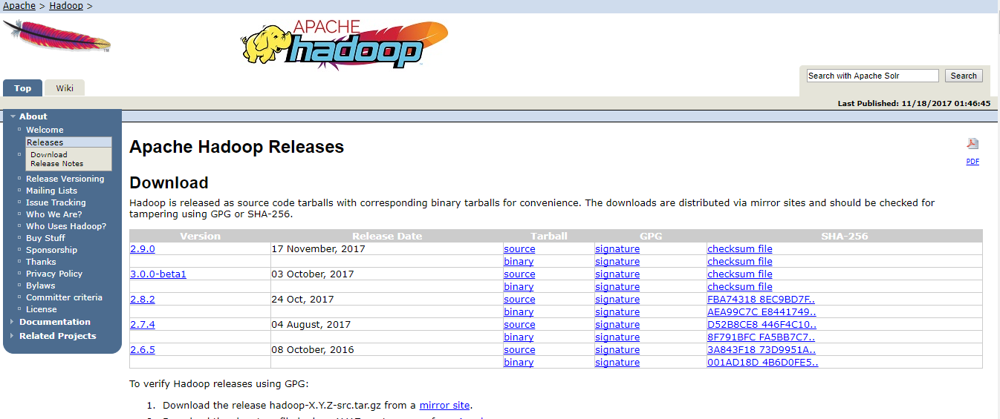 Apache > Hadoop >
APACHE
hadoop
TM
Search with Apache Solr Search
Top Wiki
Last Published: 11/18/2017 01:46:45
About
Welcome
Releases
Download
Release Notes
Release Versioning
Mailing Lists
Issue Tracking
Who We Are?
Who Uses Hadoop?
Buy Stuff
Sponsorship
Thanks
Privacy Policy
Bylaws
Committer criteria
License
Documentation
Related Projects
Apache Hadoop Releases
PDF
Download
Hadoop is released as source code tarballs with corresponding binary tarballs for convenience. The downloads are distributed via mirror sites and should be checked for
tampering using GPG or SHA-256.
Version Release Date Tarball GPG SHA-256
2.9.0 17 November, 2017 source signature checksum file
binary signature checksum file
3.0.0-beta1 03 October, 2017 source signature checksum file
binary signature checksum file
2.8.2 24 Oct, 2017 source signature FBA74318 8EC9BD7F..
binary signature AEA99C7C E8441749..
2.7.4 04 August, 2017 source signature D52B8CE8 446F4C10..
binary signature 8F791BFC FA5BB7C7..
2.6.5 08 October, 2016 source signature 3A843F18 73D9951A..
binary signature 001AD18D 4B6D0FE5..
To verify Hadoop releases using GPG:
1. Download the release hadoop-X.Y.Z-src.tar.gz from a mirror site.